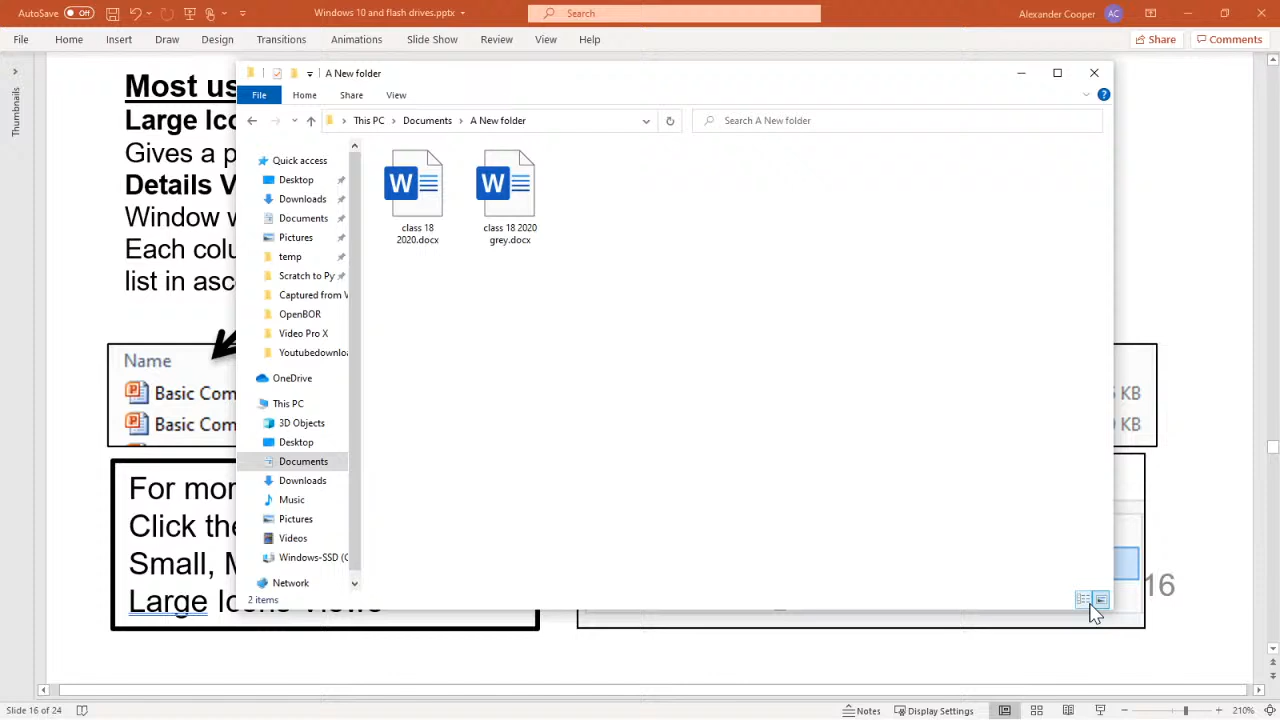 AutoSave Off Windows 10 and flash drives.pptx Search Alexander Cooper AC
File Home Insert Draw Design Transitions Animations Slide Show Review View Help Share Comments
Thumbnails
Most us
Large Ico
Gives a p
Details V
Window w
Each colu
list in asc
Name
Basic Com
Basic Com
KB
KB
For mor
Click the
Small, M
Large Icons Views
16
A New folder
File Home Share View
This PC Documents A New folder Search A New folder
Quick access
Desktop
Downloads
Documents
Pictures
temp
Scratch to Py
Captured from V
OpenBOR
Video Pro X
Youtubedownloa
OneDrive
This PC
3D Objects
Desktop
Documents
Downloads
Music
Pictures
Videos
Windows-SSD (C
Network
class 18
2020.docx
class 18 2020
grey.docx
2 items
Slide 16 of 24 Notes Display Settings 210%